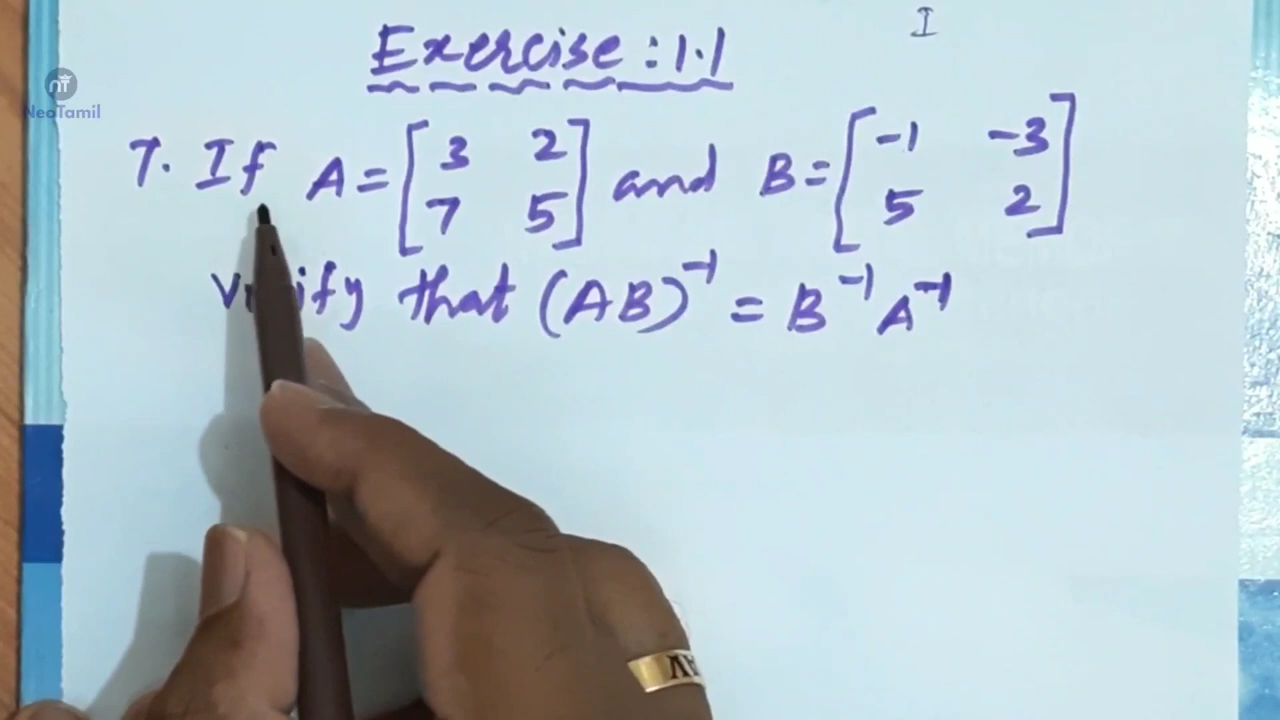 I
Exercise : 1.1
NT
NeoTamil
7. If A = [ 3 2 ; 7 5 ] and B = [ -1 -3 ; 5 2 ]
that (AB)⁻¹ = B⁻¹ A⁻¹